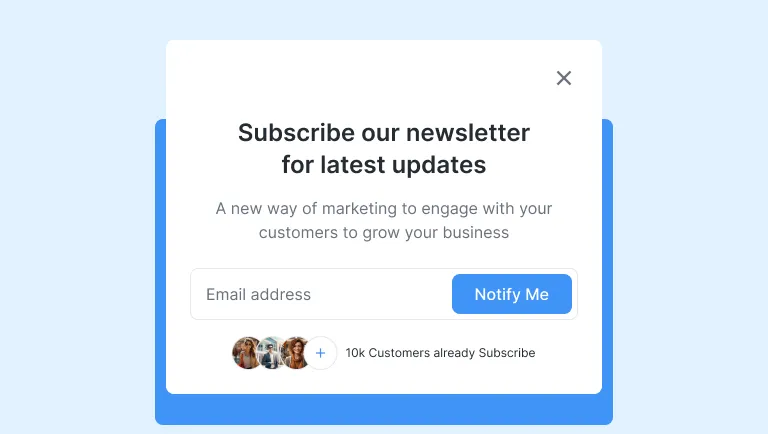 Subscribe our newsletter
for latest updates
A new way of marketing to engage with your
customers to grow your business
Email address
Notify Me
10k Customers already Subscribe